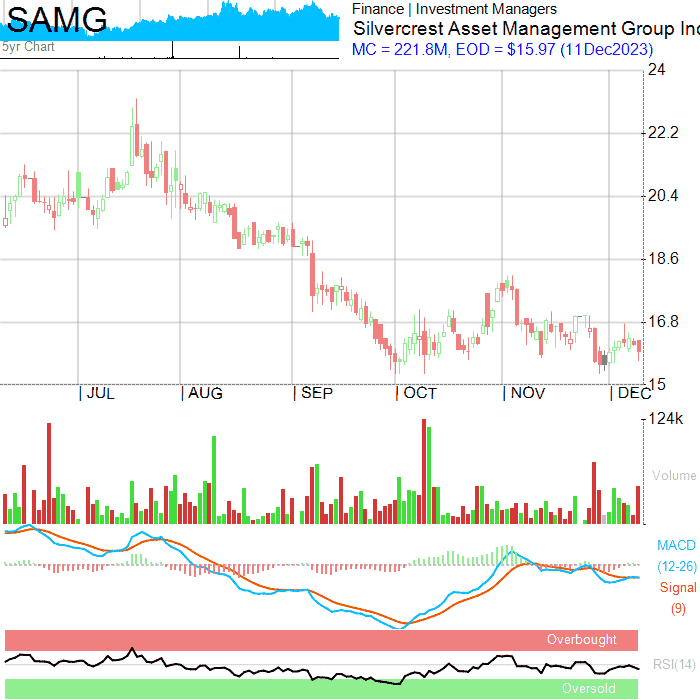 SAMG
5yr Chart
Finance | Investment Managers
Silvercrest Asset Management Group Inc
MC = 221.8M, EOD = $15.97 (11Dec2023)
24
22.2
20.4
18.6
16.8
15
JUL
AUG
SEP
OCT
NOV
DEC
124k
Volume
MACD
(12-26)
Signal
(9)
Overbought
RSI(14)
Oversold